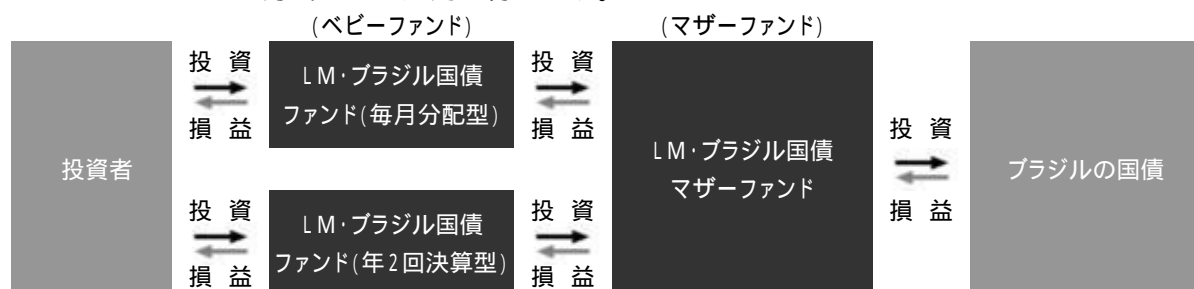 (ベビーファンド)
(マザーファンド)
投資者
投 資
損 益
LM・ブラジル国債
ファンド(毎月分配型)
投 資
損 益
投 資
損 益
LM・ブラジル国債
ファンド(年2回決算型)
投 資
損 益
LM・ブラジル国債
マザーファンド
投 資
損 益
ブラジルの国債